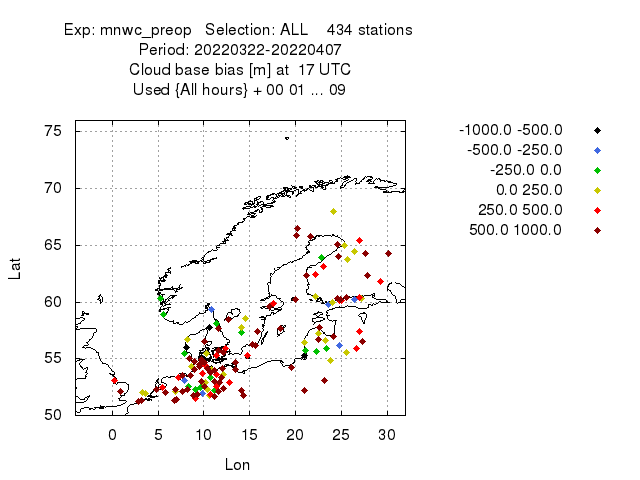 Exp: mnwc_preop   Selection: ALL    434 stations
Period: 20220322-20220407
Cloud base bias [m] at  17 UTC
Used {All hours} + 00 01 ... 09
-1000.0 -500.0
-500.0 -250.0
-250.0 0.0
0.0 250.0
250.0 500.0
500.0 1000.0
75
70
65
60
55
50
Lat
0 5 10 15 20 25 30
Lon